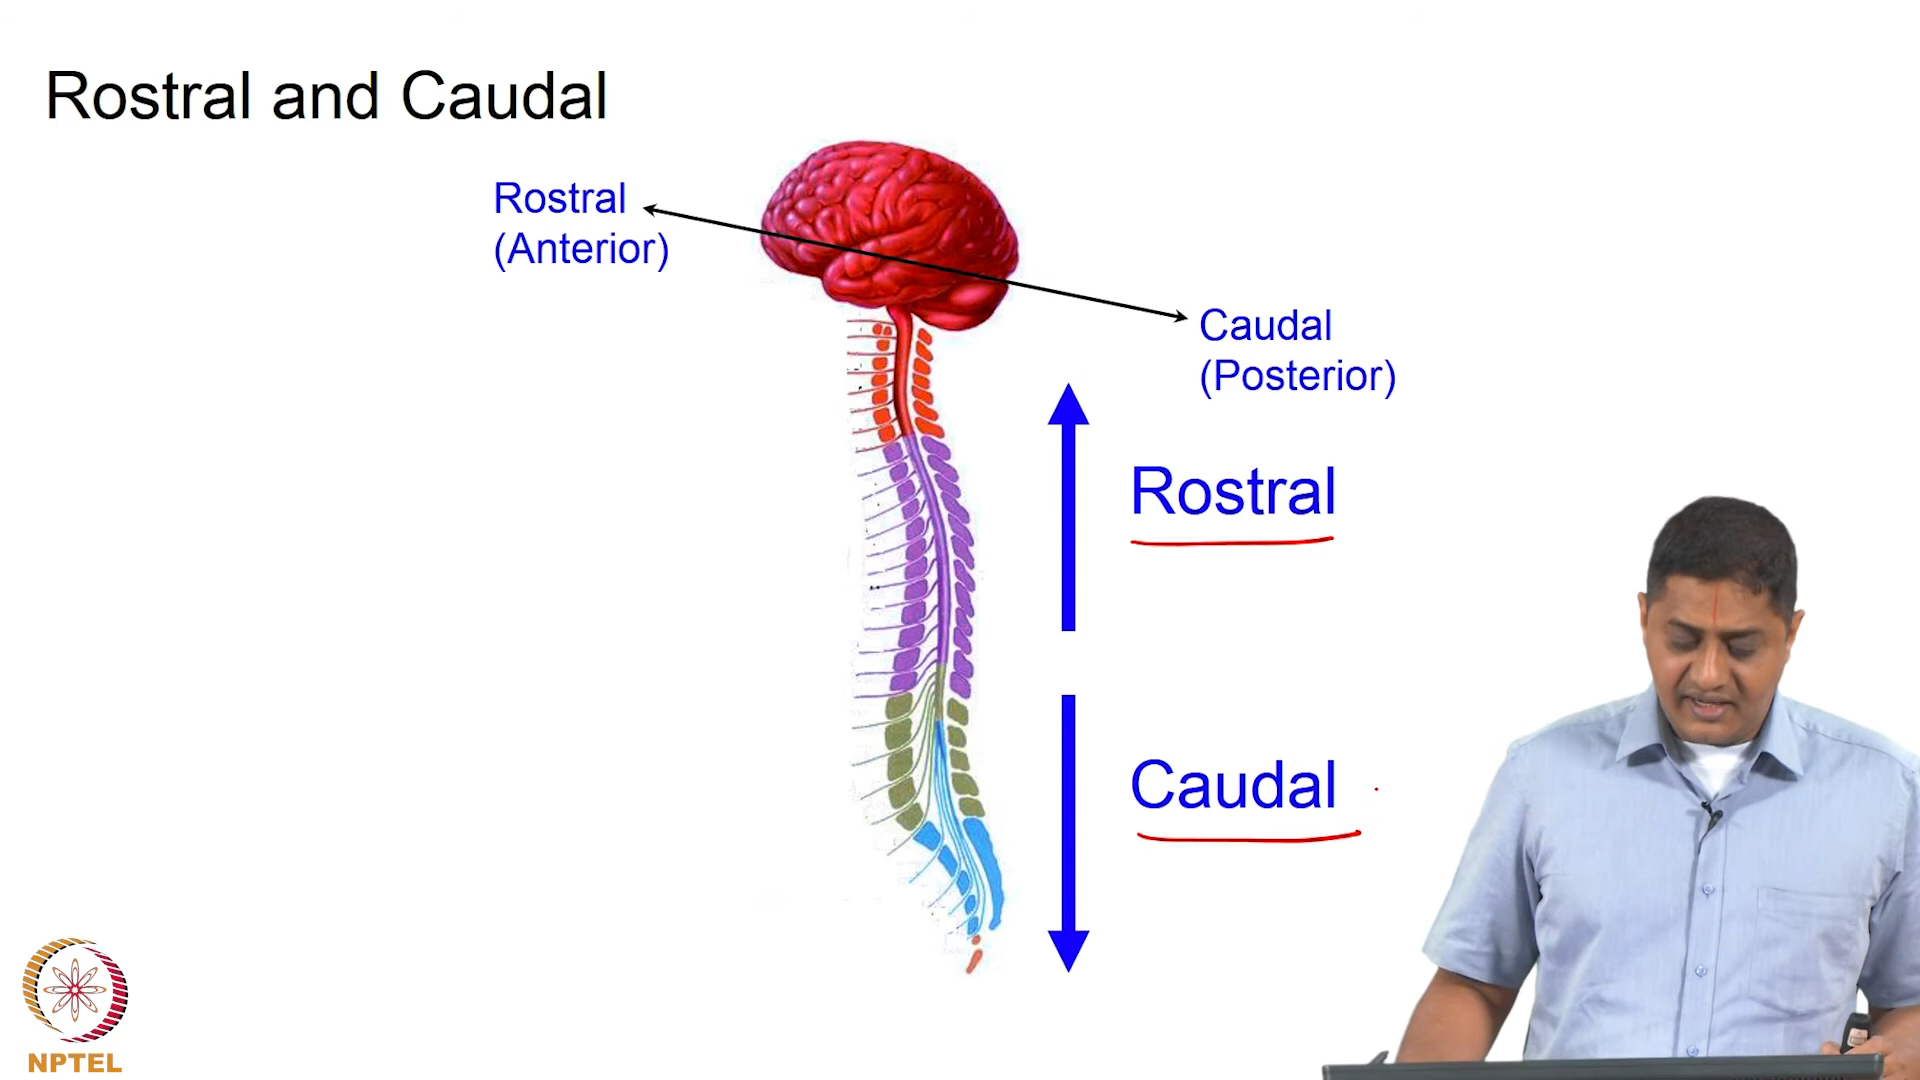 Rostral and Caudal
Rostral
(Anterior)
Caudal
(Posterior)
Rostral
Caudal
NPTEL